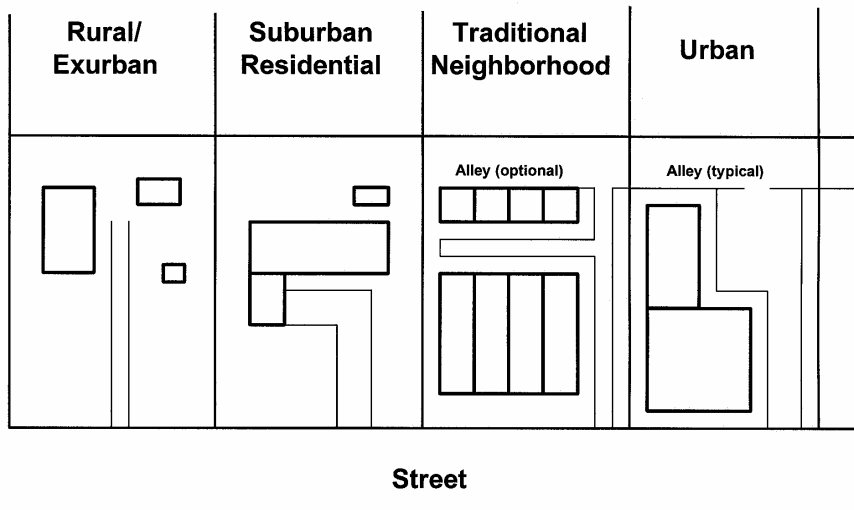 Rural/
Exurban
Suburban
Residential
Traditional
Neighborhood
Urban
Alley (optional)
Alley (typical)
Street